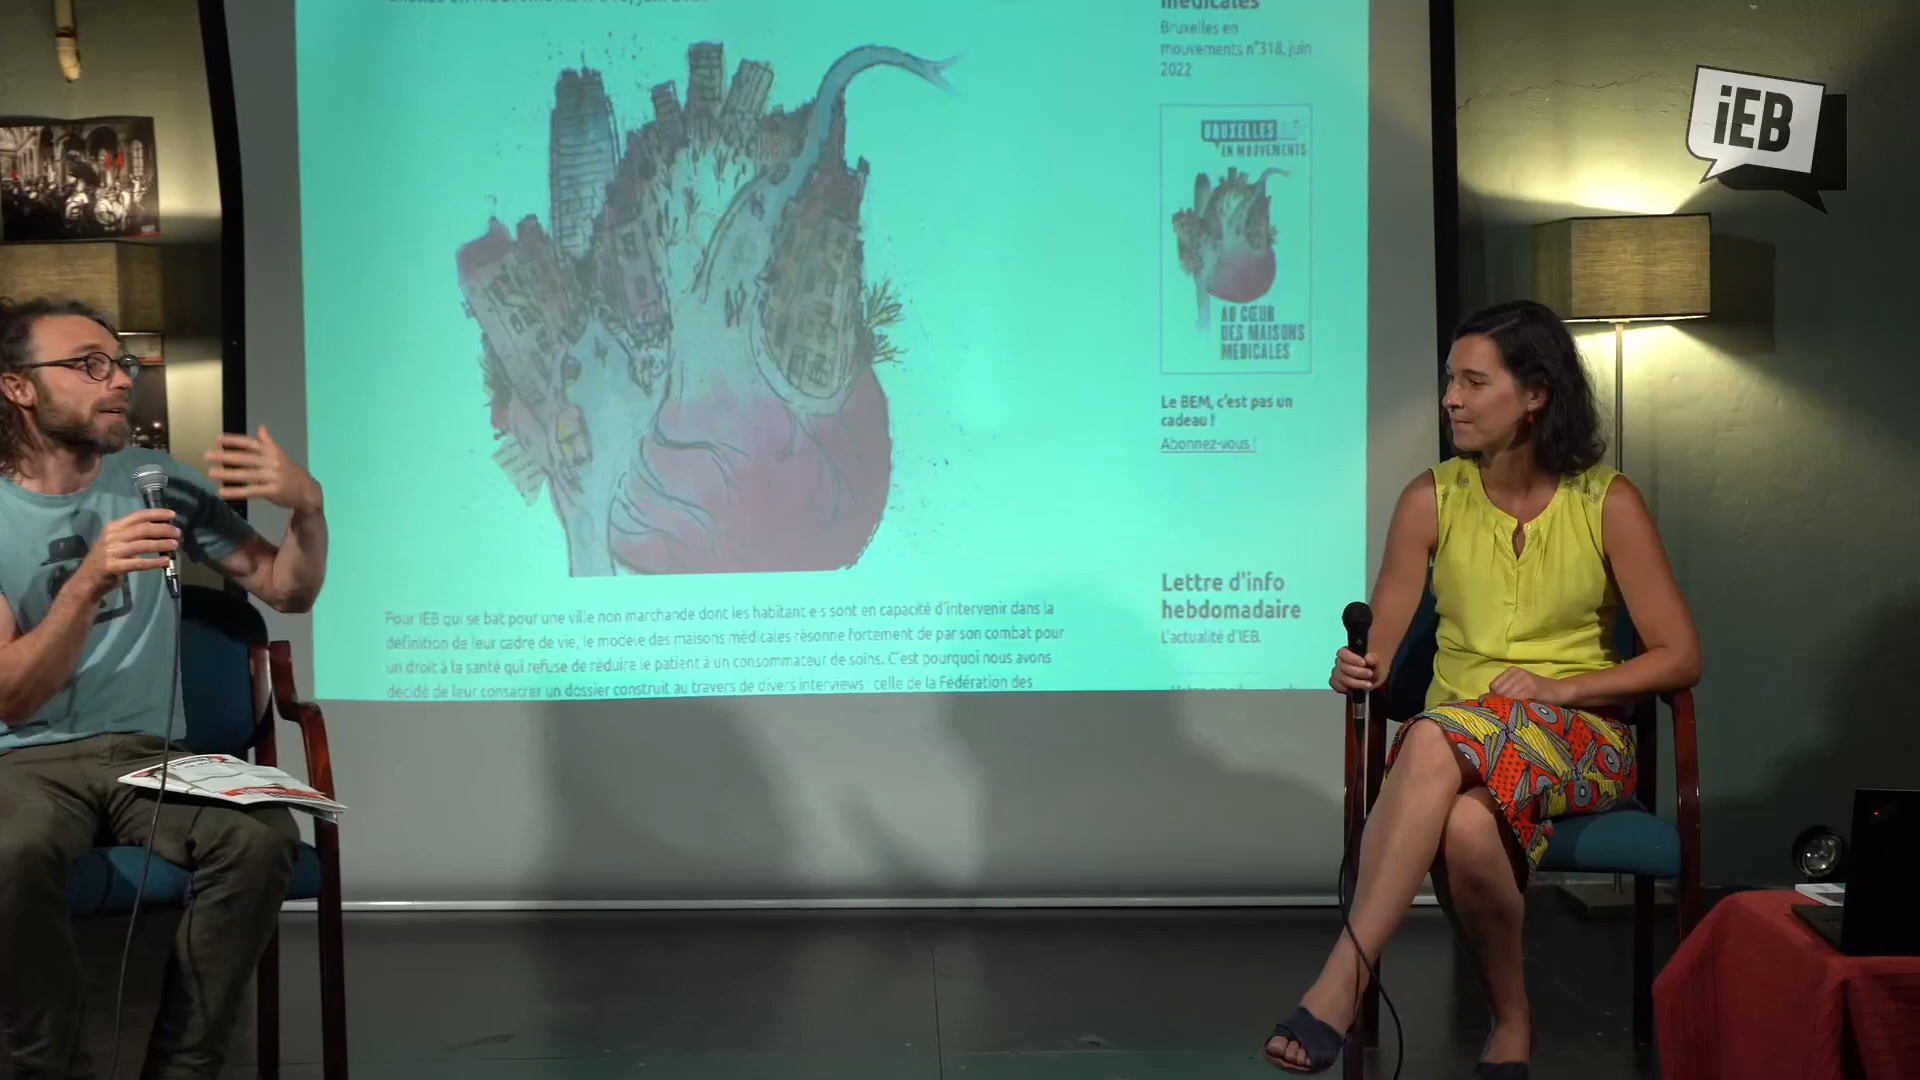 médicales
Bruxelles en
mouvements n°318, juin
2022
BRUXELLES
EN MOUVEMENTS
AU CŒUR
DES MAISONS
MÉDICALES
Le BEM, c'est pas un
cadeau !
Abonnez-vous !
Lettre d'info
hebdomadaire
L'actualité d'IEB.
Pour IEB qui se bat pour une ville non marchande dont les habitant·e·s sont en capacité d'intervenir dans la
définition de leur cadre de vie, le modèle des maisons médicales résonne fortement de par son combat pour
un droit à la santé qui refuse de réduire le patient à un consommateur de soins. C'est pourquoi nous avons
décidé de leur consacrer un dossier construit au travers de divers interviews : celle de la Fédération des
iEB